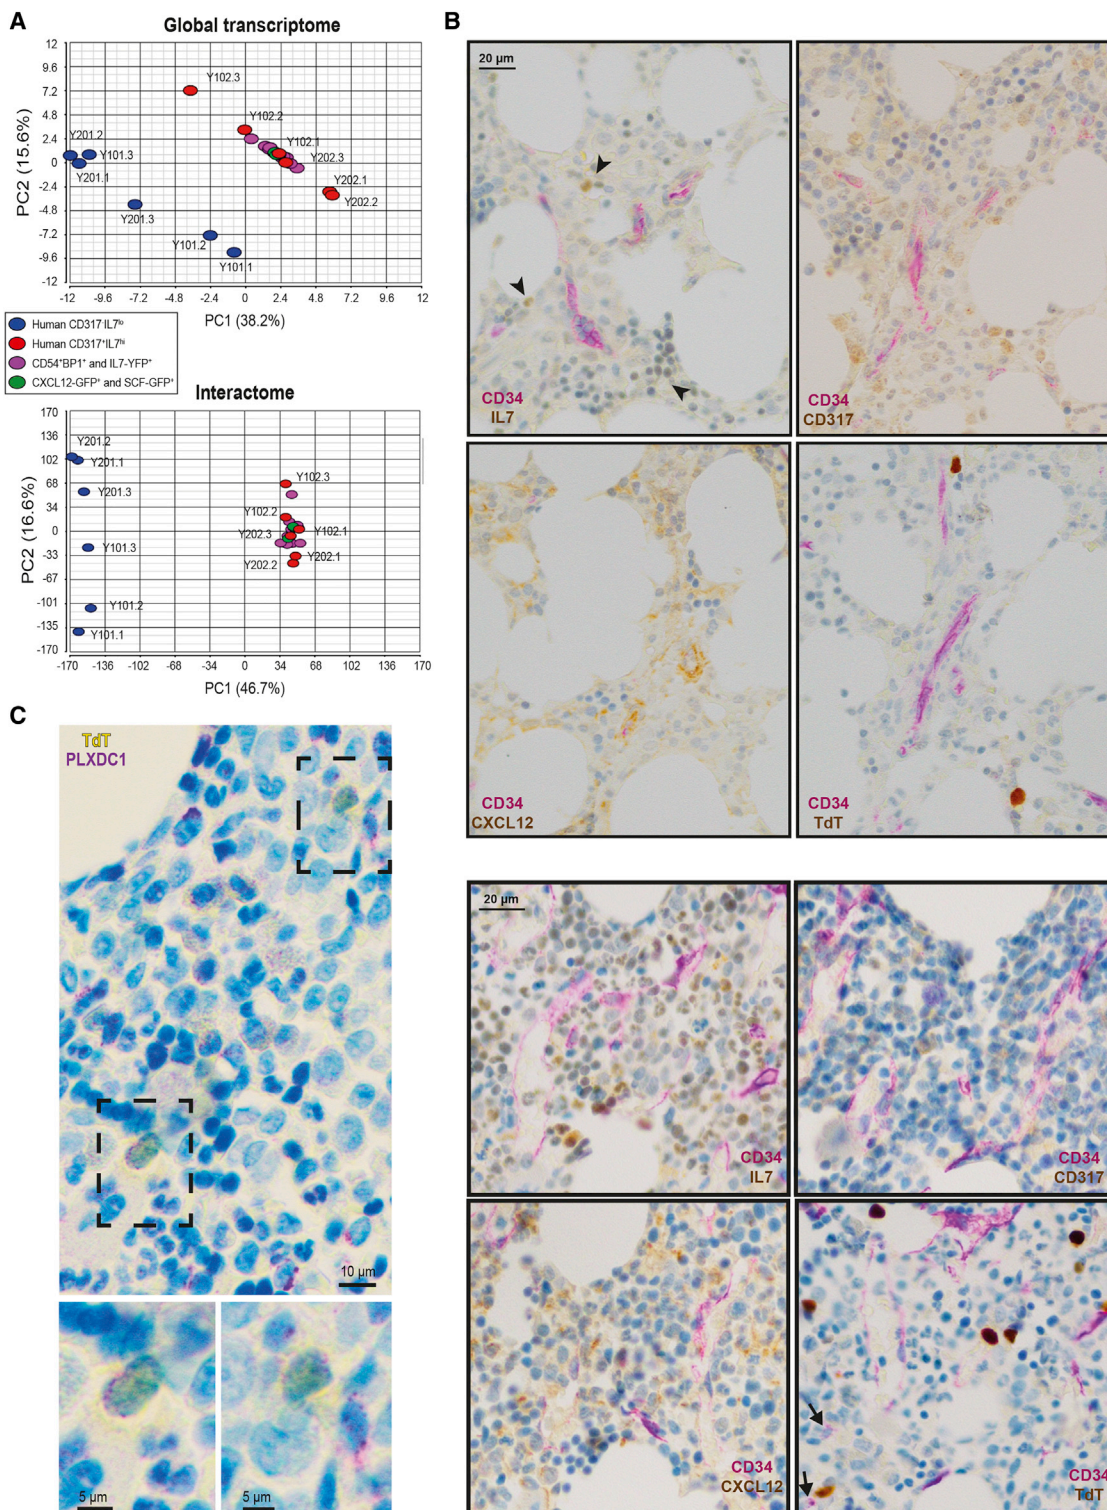 A
Global transcriptome
12
9.6
7.2
4.8
2.4
0
-2.4
-4.8
-7.2
-9.6
-12
PC2 (15.6%)
Y102.3
Y102.2
Y201.2
Y102.1
Y101.3
Y202.3
Y201.1
Y202.1
Y202.2
Y201.3
Y101.2
Y101.1
-12 -9.6 -7.2 -4.8 -2.4 0 2.4 4.8 7.2 9.6 12
PC1 (38.2%)
Human CD317-IL7lo
Human CD317+IL7hi
CD54+BP1+ and IL7-YFP+
CXCL12-GFP+ and SCF-GFP+
Interactome
170
136
102
68
34
0
-33
-67
-101
-135
-170
PC2 (16.6%)
Y201.2
Y201.1
Y102.3
Y201.3
Y102.2
Y202.3
Y102.1
Y101.3
Y202.1
Y202.2
Y101.2
Y101.1
-170 -136 -102 -68 -34 0 34 68 102 136 170
PC1 (46.7%)
B
20 µm
CD34
IL7
CD34
CD317
CD34
CXCL12
CD34
TdT
20 µm
CD34
IL7
CD34
CD317
CD34
CXCL12
CD34
TdT
C
TdT
PLXDC1
10 µm
5 µm
5 µm